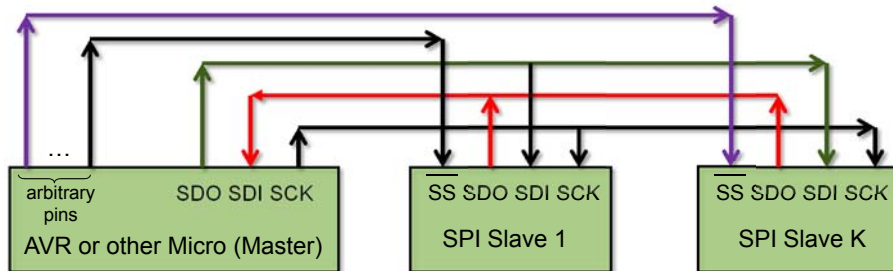 ...
arbitrary
pins
SDO SDI SCK
AVR or other Micro (Master)
SS SDO SDI SCK
SPI Slave 1
SS SDO SDI SCK
SPI Slave K